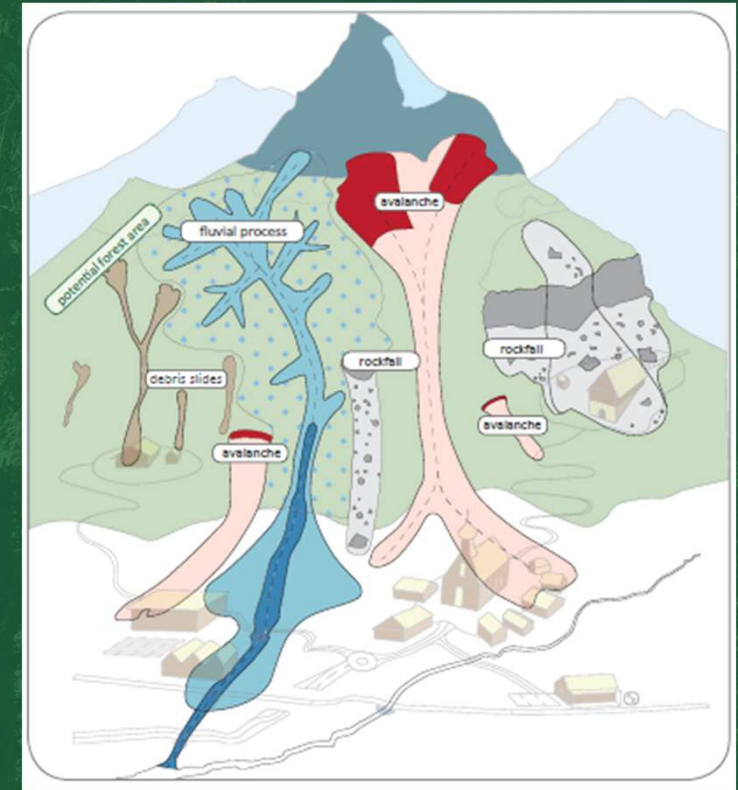 avalanche
fluvial process
potential forest area
rockfall
rockfall
debris slides
avalanche
avalanche